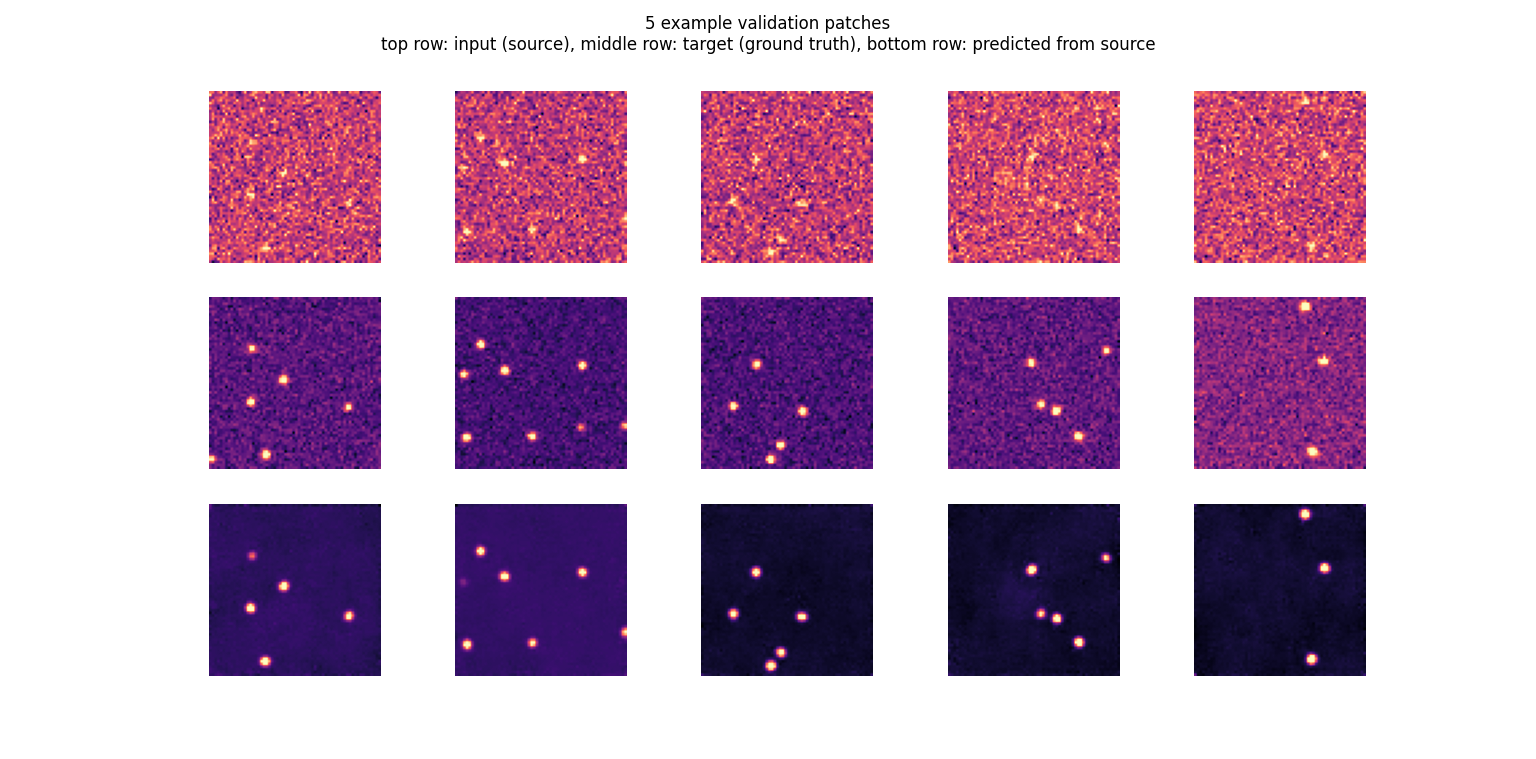 5 example validation patches
top row: input (source), middle row: target (ground truth), bottom row: predicted from source